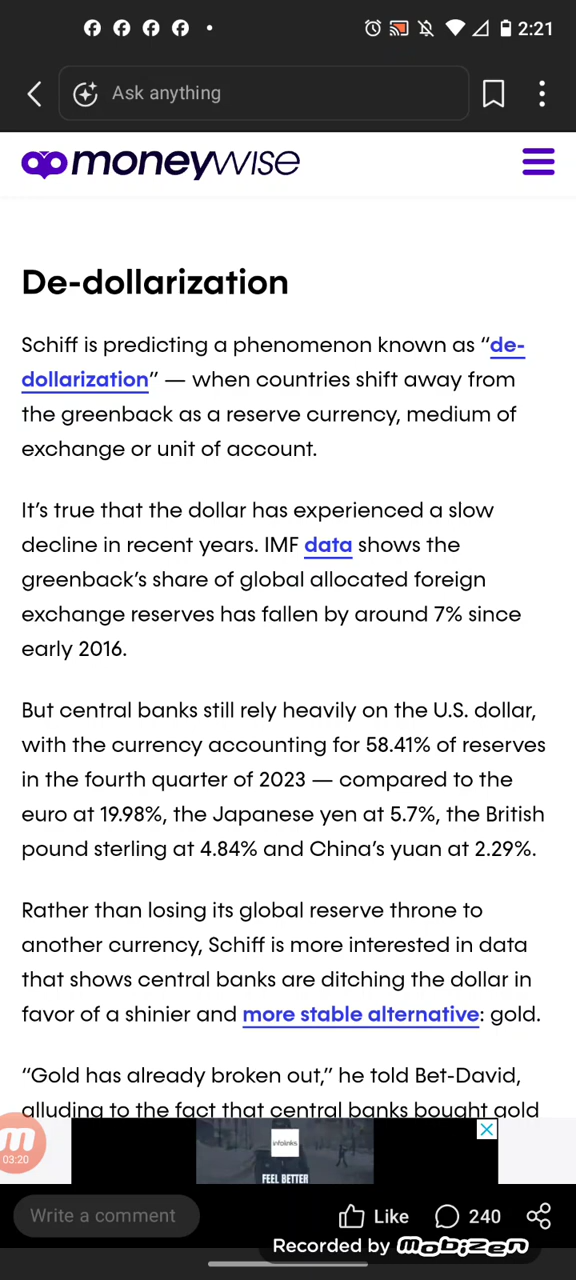 2:21
Ask anything
moneywise
De-dollarization
Schiff is predicting a phenomenon known as “de-
dollarization” — when countries shift away from
the greenback as a reserve currency, medium of
exchange or unit of account.
It’s true that the dollar has experienced a slow
decline in recent years. IMF data shows the
greenback’s share of global allocated foreign
exchange reserves has fallen by around 7% since
early 2016.
But central banks still rely heavily on the U.S. dollar,
with the currency accounting for 58.41% of reserves
in the fourth quarter of 2023 — compared to the
euro at 19.98%, the Japanese yen at 5.7%, the British
pound sterling at 4.84% and China’s yuan at 2.29%.
Rather than losing its global reserve throne to
another currency, Schiff is more interested in data
that shows central banks are ditching the dollar in
favor of a shinier and more stable alternative: gold.
“Gold has already broken out,” he told Bet-David,
alluding to the fact that central banks bought gold
03:20
infolinks
FEEL BETTER
Write a comment
Like
240
Recorded by mobizen